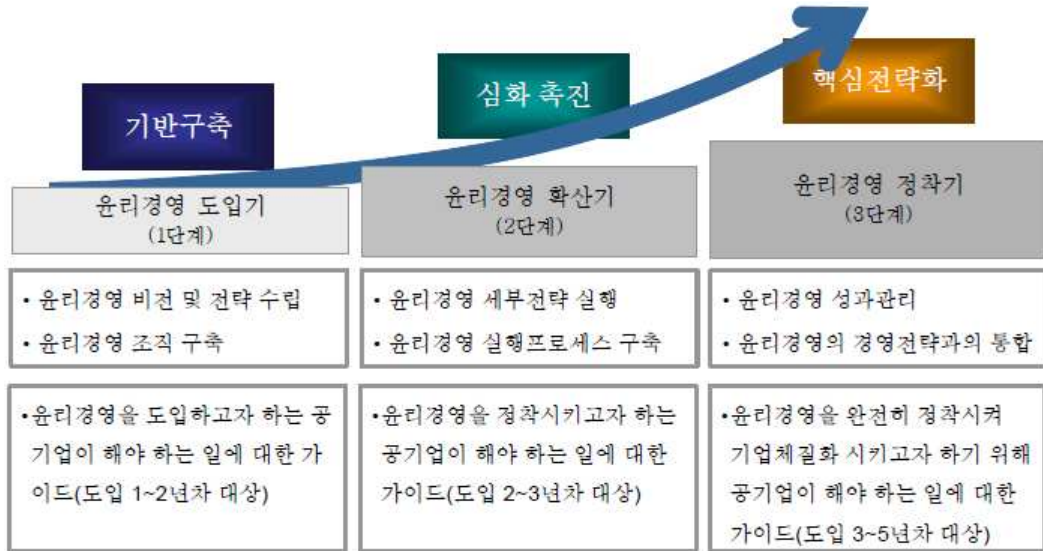 기반구축
심화 촉진
핵심전략화
윤리경영 도입기
(1단계)
윤리경영 확산기
(2단계)
윤리경영 정착기
(3단계)
• 윤리경영 비전 및 전략 수립
• 윤리경영 조직 구축
• 윤리경영 세부전략 실행
• 윤리경영 실행프로세스 구축
• 윤리경영 성과관리
• 윤리경영의 경영전략과의 통합
•윤리경영을 도입하고자 하는 공
기업이 해야 하는 일에 대한 가
이드(도입 1~2년차 대상)
•윤리경영을 정착시키고자 하는
공기업이 해야 하는 일에 대한
가이드(도입 2~3년차 대상)
•윤리경영을 완전히 정착시켜
기업체질화 시키고자 하기 위해
공기업이 해야 하는 일에 대한
가이드(도입 3~5년차 대상)